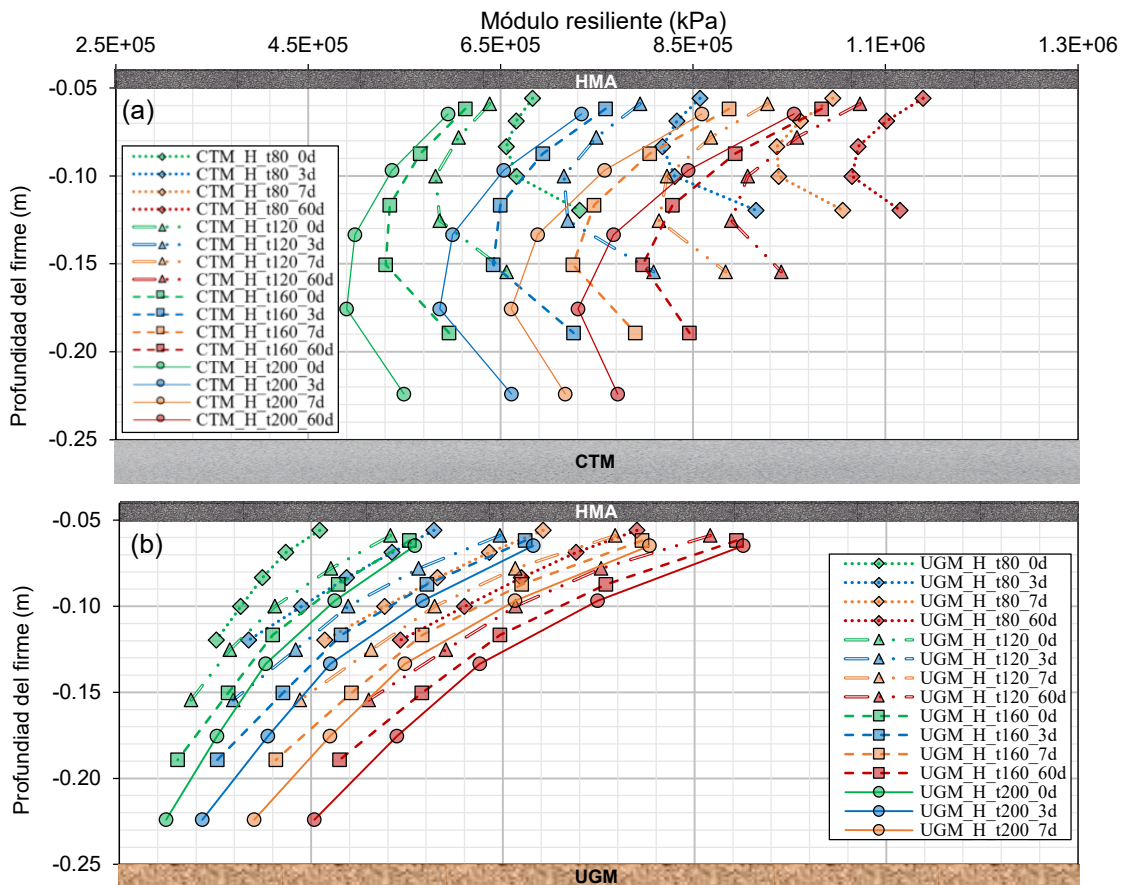 Módulo resiliente (kPa)
2.5E+05 4.5E+05 6.5E+05 8.5E+05 1.1E+06 1.3E+06
HMA
(a)
-0.05
-0.10
-0.15
-0.20
-0.25
Profundidad del firme (m)
CTM_H_t80_0d
CTM_H_t80_3d
CTM_H_t80_7d
CTM_H_t80_60d
CTM_H_t120_0d
CTM_H_t120_3d
CTM_H_t120_7d
CTM_H_t120_60d
CTM_H_t160_0d
CTM_H_t160_3d
CTM_H_t160_7d
CTM_H_t160_60d
CTM_H_t200_0d
CTM_H_t200_3d
CTM_H_t200_7d
CTM_H_t200_60d
CTM
HMA
(b)
-0.05
-0.10
-0.15
-0.20
-0.25
Profundiad del firme (m)
UGM_H_t80_0d
UGM_H_t80_3d
UGM_H_t80_7d
UGM_H_t80_60d
UGM_H_t120_0d
UGM_H_t120_3d
UGM_H_t120_7d
UGM_H_t120_60d
UGM_H_t160_0d
UGM_H_t160_3d
UGM_H_t160_7d
UGM_H_t160_60d
UGM_H_t200_0d
UGM_H_t200_3d
UGM_H_t200_7d
UGM